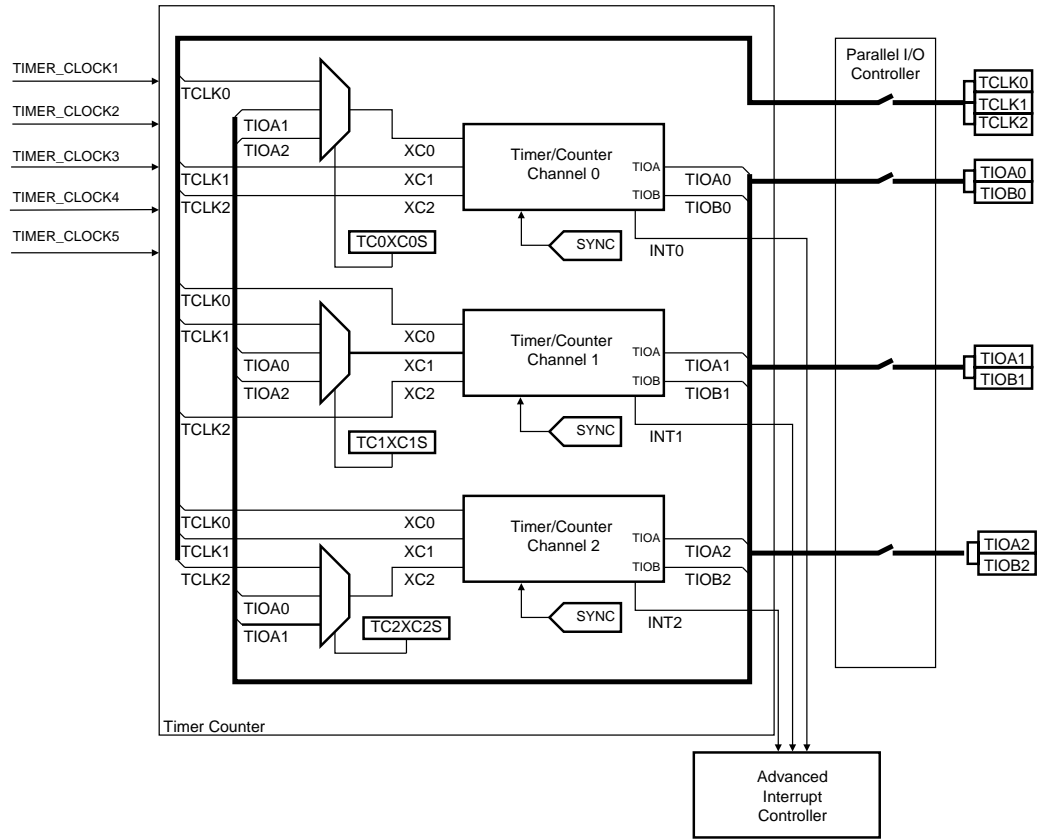 TIMER_CLOCK1
TIMER_CLOCK2
TIMER_CLOCK3
TIMER_CLOCK4
TIMER_CLOCK5
TCLK0
TIOA1
TIOA2
TCLK1
TCLK2
XC0
XC1
XC2
TC0XC0S
Timer/Counter
Channel 0
TIOA
TIOB
TIOA0
TIOB0
SYNC
INT0
TCLK0
TCLK1
TIOA0
TIOA2
TCLK2
XC0
XC1
XC2
TC1XC1S
Timer/Counter
Channel 1
TIOA
TIOB
TIOA1
TIOB1
SYNC
INT1
TCLK0
TCLK1
TCLK2
TIOA0
TIOA1
XC0
XC1
XC2
TC2XC2S
Timer/Counter
Channel 2
TIOA
TIOB
TIOA2
TIOB2
SYNC
INT2
Timer Counter
Parallel I/O
Controller
TCLK0
TCLK1
TCLK2
TIOA0
TIOB0
TIOA1
TIOB1
TIOA2
TIOB2
Advanced
Interrupt
Controller